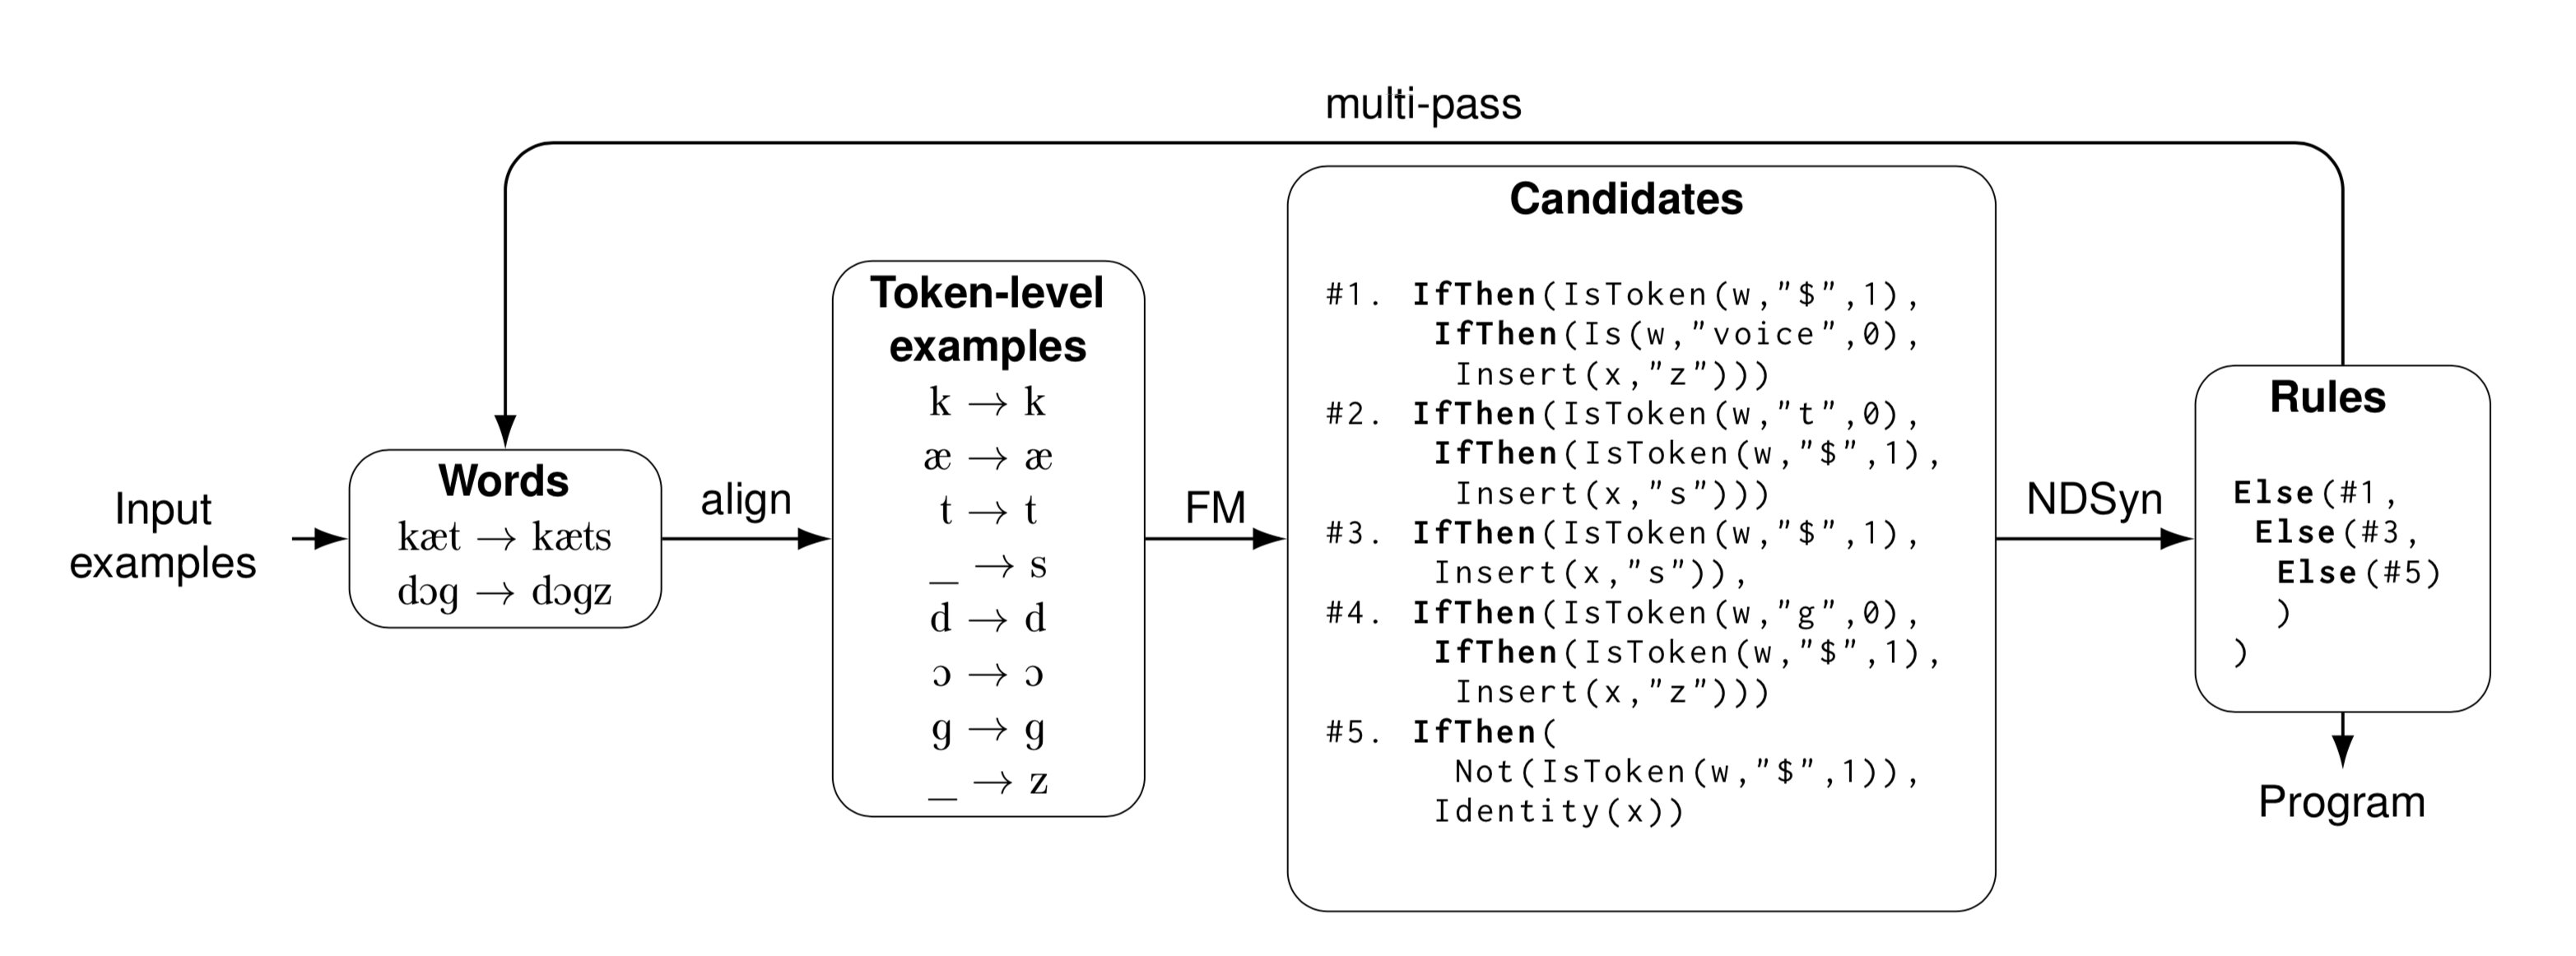 multi-pass
Input
examples
Words
kæt → kæts
dɔg → dɔgz
align
Token-level
examples
k → k
æ → æ
t → t
_ → s
d → d
ɔ → ɔ
g → g
_ → z
FM
Candidates
#1. IfThen(IsToken(w,"$",1),
IfThen(Is(w,"voice",0),
Insert(x,"z")))
#2. IfThen(IsToken(w,"t",0),
IfThen(IsToken(w,"$",1),
Insert(x,"s")))
#3. IfThen(IsToken(w,"$",1),
Insert(x,"s")),
#4. IfThen(IsToken(w,"g",0),
IfThen(IsToken(w,"$",1),
Insert(x,"z")))
#5. IfThen(
Not(IsToken(w,"$",1)),
Identity(x))
NDSyn
Rules
Else(#1,
Else(#3,
Else(#5)
)
)
Program